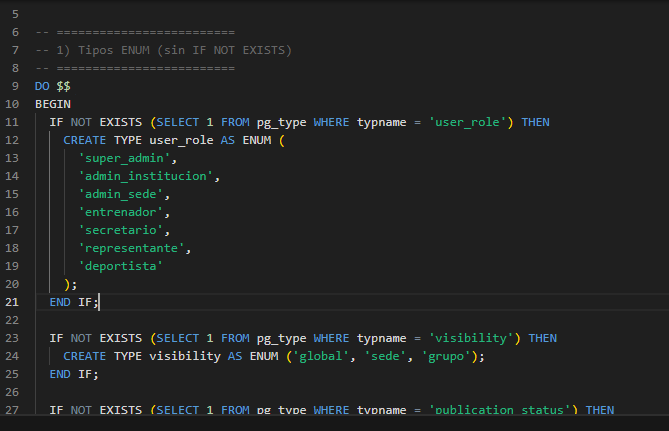 5
6 -- =========================
7 -- 1) Tipos ENUM (sin IF NOT EXISTS)
8 -- =========================
9 DO $$
10 BEGIN
11   IF NOT EXISTS (SELECT 1 FROM pg_type WHERE typname = 'user_role') THEN
12     CREATE TYPE user_role AS ENUM (
13       'super_admin',
14       'admin_institucion',
15       'admin_sede',
16       'entrenador',
17       'secretario',
18       'representante',
19       'deportista'
20     );
21   END IF;
22
23   IF NOT EXISTS (SELECT 1 FROM pg_type WHERE typname = 'visibility') THEN
24     CREATE TYPE visibility AS ENUM ('global', 'sede', 'grupo');
25   END IF;
26
27   IF NOT EXISTS (SELECT 1 FROM pg_type WHERE typname = 'publication_status') THEN